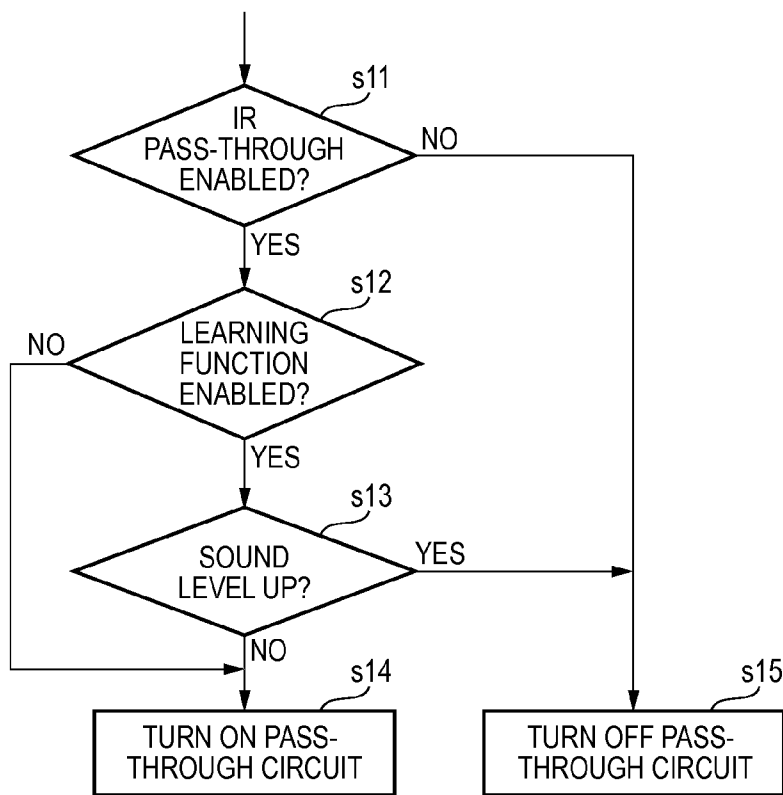 s11
IR
PASS-THROUGH
ENABLED?
NO
YES
s12
NO
LEARNING
FUNCTION
ENABLED?
YES
s13
SOUND
LEVEL UP?
YES
NO
s14
TURN ON PASS-
THROUGH CIRCUIT
s15
TURN OFF PASS-
THROUGH CIRCUIT